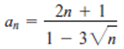 aₙ = (2n + 1) / (1 − 3√n)